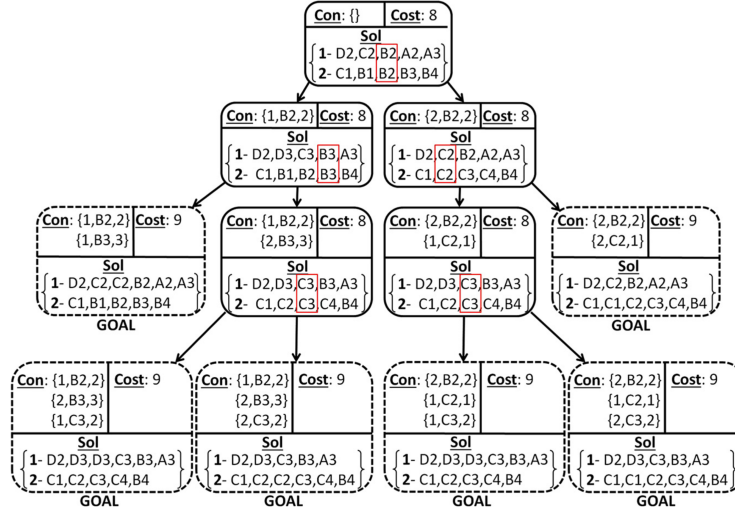 Con: {} Cost: 8
Sol
1- D2,C2,B2,A2,A3
2- C1,B1,B2,B3,B4
Con: {1,B2,2} Cost: 8
Sol
1- D2,D3,C3,B3,A3
2- C1,B1,B2,B3,B4
Con: {2,B2,2} Cost: 8
Sol
1- D2,C2,B2,A2,A3
2- C1,C2,C3,C4,B4
Con: {1,B2,2} Cost: 9
{1,B3,3}
Sol
1- D2,C2,C2,B2,A2,A3
2- C1,B1,B2,B3,B4
GOAL
Con: {1,B2,2} Cost: 8
{2,B3,3}
Sol
1- D2,D3,C3,B3,A3
2- C1,C2,C3,C4,B4
Con: {2,B2,2} Cost: 8
{1,C2,1}
Sol
1- D2,D3,C3,B3,A3
2- C1,C2,C3,C4,B4
Con: {2,B2,2} Cost: 9
{2,C2,1}
Sol
1- D2,C2,B2,A2,A3
2- C1,C1,C2,C3,C4,B4
GOAL
Con: {1,B2,2} Cost: 9
{2,B3,3}
{1,C3,2}
Sol
1- D2,D3,D3,C3,B3,A3
2- C1,C2,C3,C4,B4
GOAL
Con: {1,B2,2} Cost: 9
{2,B3,3}
{2,C3,2}
Sol
1- D2,D3,C3,B3,A3
2- C1,C2,C2,C3,C4,B4
GOAL
Con: {2,B2,2} Cost: 9
{1,C2,1}
{1,C3,2}
Sol
1- D2,D3,D3,C3,B3,A3
2- C1,C2,C3,C4,B4
GOAL
Con: {2,B2,2} Cost: 9
{1,C2,1}
{2,C3,2}
Sol
1- D2,D3,C3,B3,A3
2- C1,C1,C2,C3,C4,B4
GOAL